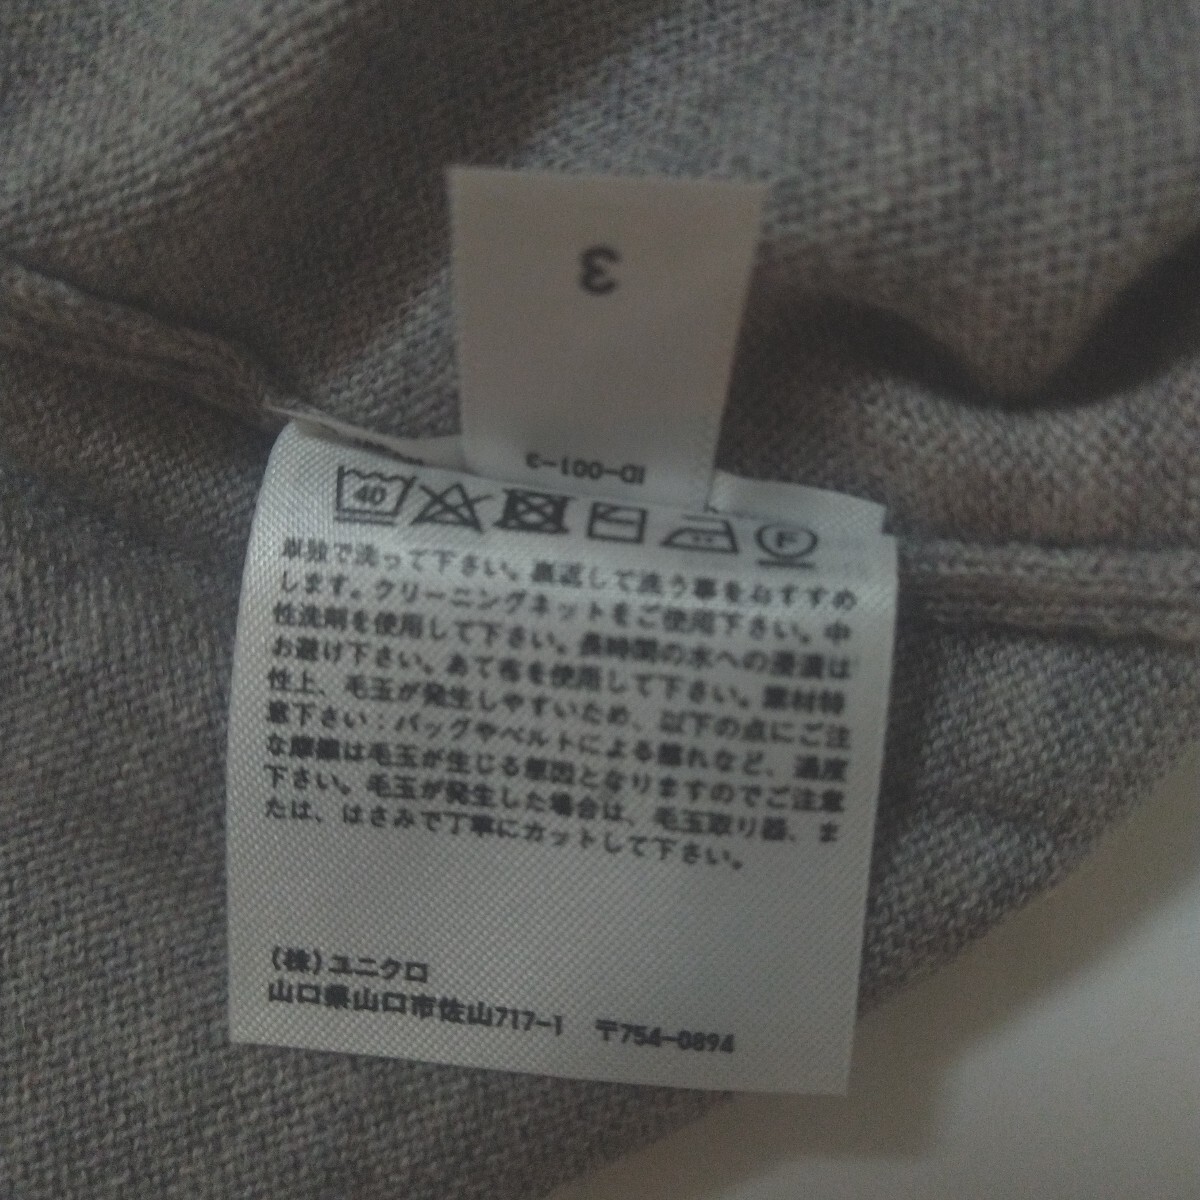 3
ID-001-3
40
F
単独で洗って下さい。裏返しで洗う事をおすすめ
します。クリーニングネットをご使用下さい。中
性洗剤を使用して下さい。長時間の水への浸漬は
お避け下さい。あて布を使用して下さい。素材特
性上、毛玉が発生しやすいため、以下の点にご注
意下さい：バッグやベルトによる擦れなど、過度
な摩擦は毛玉が生じる原因となりますのでご注意
下さい。毛玉が発生した場合は、毛玉取り器、ま
たは、はさみで丁寧にカットして下さい。
(株)ユニクロ
山口県山口市佐山717-1 〒754-0894